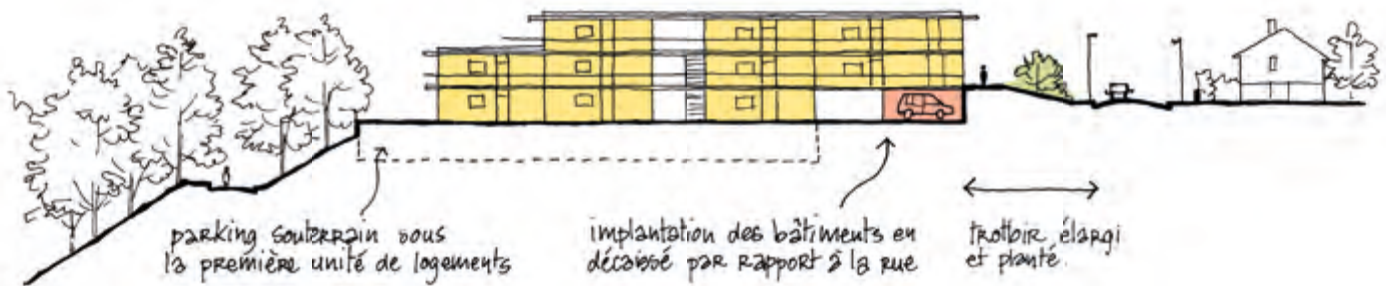 parking souterrain sous
la première unité de logements
implantation des bâtiments en
décaissé par rapport à la rue
trottoir élargi
et planté.